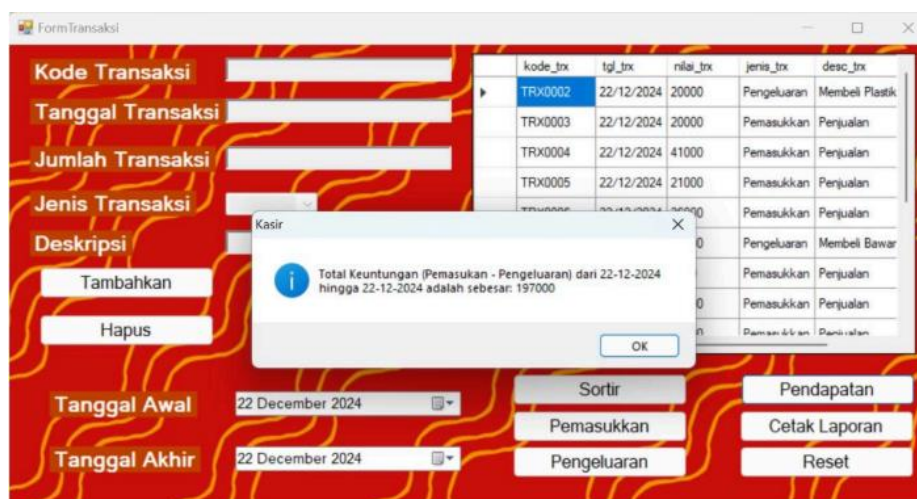 FormTransaksi
Kode Transaksi
Tanggal Transaksi
Jumlah Transaksi
Jenis Transaksi
Deskripsi
Tambahkan
Hapus
kode_trx tgl_trx nilai_trx jenis_trx desc_trx
TRX0002 22/12/2024 20000 Pengeluaran Membeli Plastik
TRX0003 22/12/2024 20000 Pemasukkan Penjualan
TRX0004 22/12/2024 41000 Pemasukkan Penjualan
TRX0005 22/12/2024 21000 Pemasukkan Penjualan
Pemasukkan Penjualan
Pengeluaran Membeli Bawar
Pemasukkan Penjualan
Pemasukkan Penjualan
Pemasukkan Penjualan
Kasir
Total Keuntungan (Pemasukan - Pengeluaran) dari 22-12-2024
hingga 22-12-2024 adalah sebesar: 197000
OK
Tanggal Awal 22 December 2024
Tanggal Akhir 22 December 2024
Sortir Pendapatan
Pemasukkan Cetak Laporan
Pengeluaran Reset